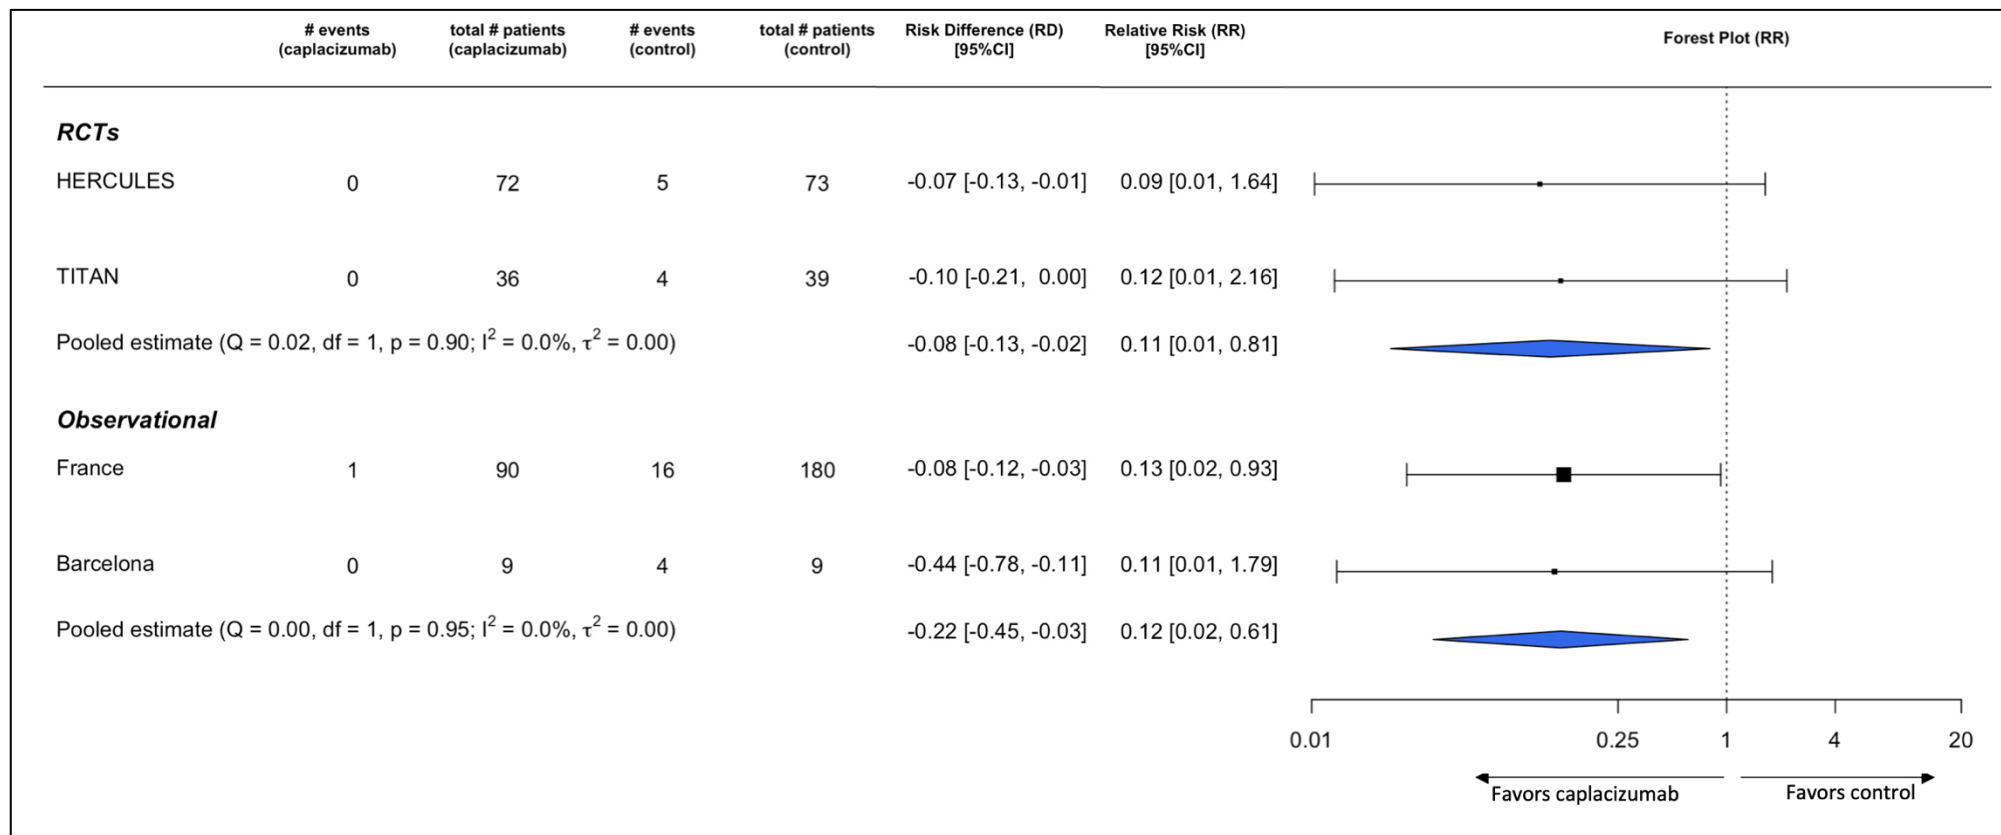 # events total # patients # events total # patients Risk Difference (RD) Relative Risk (RR) Forest Plot (RR)
(caplacizumab) (caplacizumab) (control) (control) [95%CI] [95%CI]
RCTs
HERCULES 0 72 5 73 -0.07 [-0.13, -0.01] 0.09 [0.01, 1.64]
TITAN 0 36 4 39 -0.10 [-0.21, 0.00] 0.12 [0.01, 2.16]
Pooled estimate (Q = 0.02, df = 1, p = 0.90; I² = 0.0%, τ² = 0.00) -0.08 [-0.13, -0.02] 0.11 [0.01, 0.81]
Observational
France 1 90 16 180 -0.08 [-0.12, -0.03] 0.13 [0.02, 0.93]
Barcelona 0 9 4 9 -0.44 [-0.78, -0.11] 0.11 [0.01, 1.79]
Pooled estimate (Q = 0.00, df = 1, p = 0.95; I² = 0.0%, τ² = 0.00) -0.22 [-0.45, -0.03] 0.12 [0.02, 0.61]
0.01 0.25 1 4 20
Favors caplacizumab Favors control